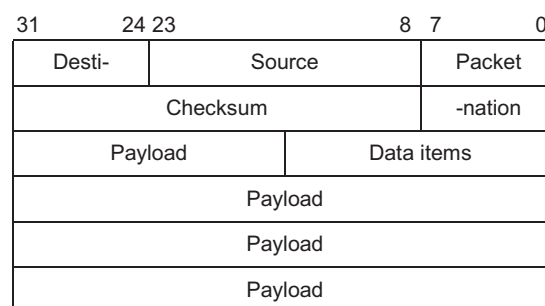 31 24 23 8 7 0
Desti- Source Packet
Checksum -nation
Payload Data items
Payload
Payload
Payload